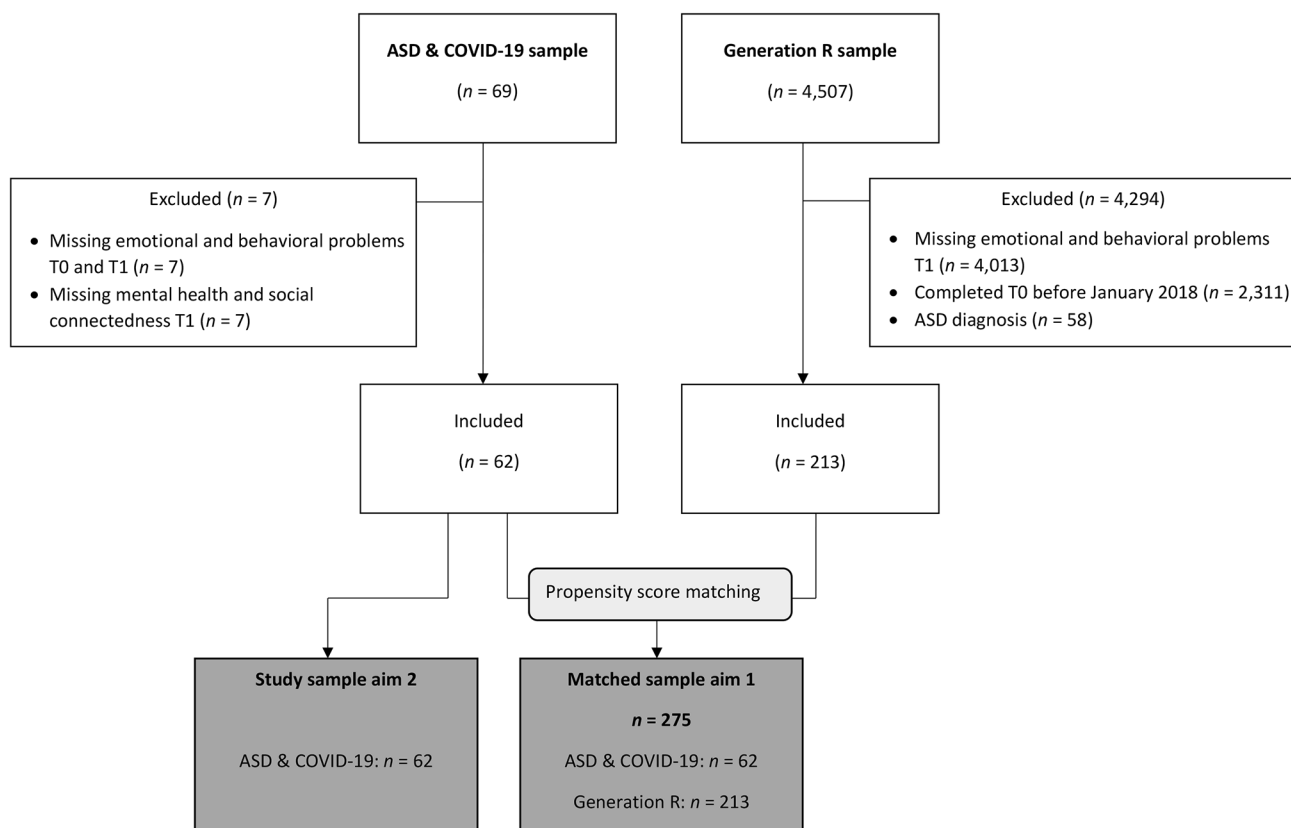 ASD & COVID-19 sample
(n = 69)
Generation R sample
(n = 4,507)
Excluded (n = 7)
• Missing emotional and behavioral problems
T0 and T1 (n = 7)
• Missing mental health and social
connectedness T1 (n = 7)
Excluded (n = 4,294)
• Missing emotional and behavioral problems
T1 (n = 4,013)
• Completed T0 before January 2018 (n = 2,311)
• ASD diagnosis (n = 58)
Included
(n = 62)
Included
(n = 213)
Propensity score matching
Study sample aim 2
ASD & COVID-19: n = 62
Matched sample aim 1
n = 275
ASD & COVID-19: n = 62
Generation R: n = 213